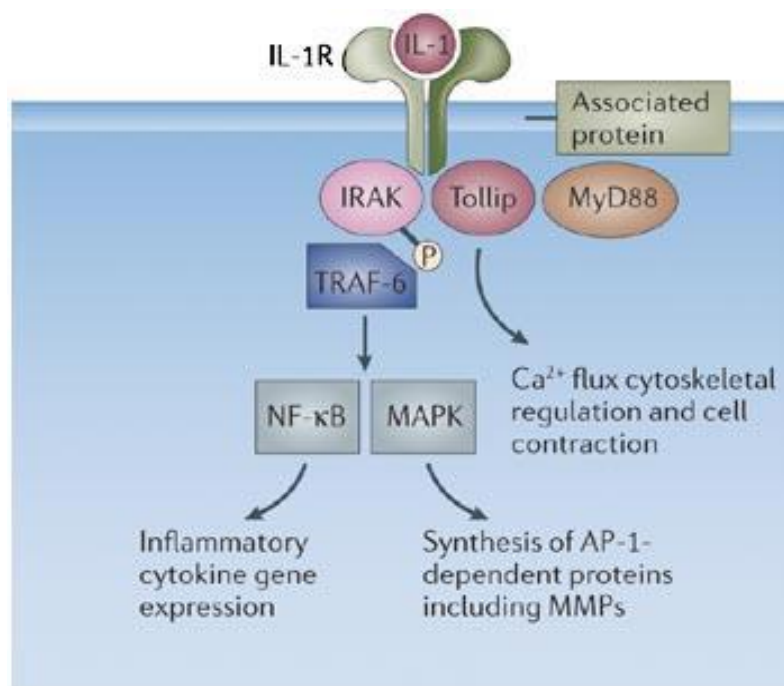 IL-1R
IL-1
Associated
protein
IRAK
Tollip
MyD88
P
TRAF-6
NF-κB
MAPK
Ca²⁺ flux cytoskeletal
regulation and cell
contraction
Inflammatory
cytokine gene
expression
Synthesis of AP-1-
dependent proteins
including MMPs